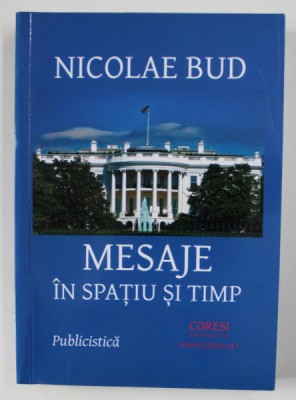 NICOLAE BUD
MESAJE
ÎN SPAȚIU ȘI TIMP
CORESI
Publicistică